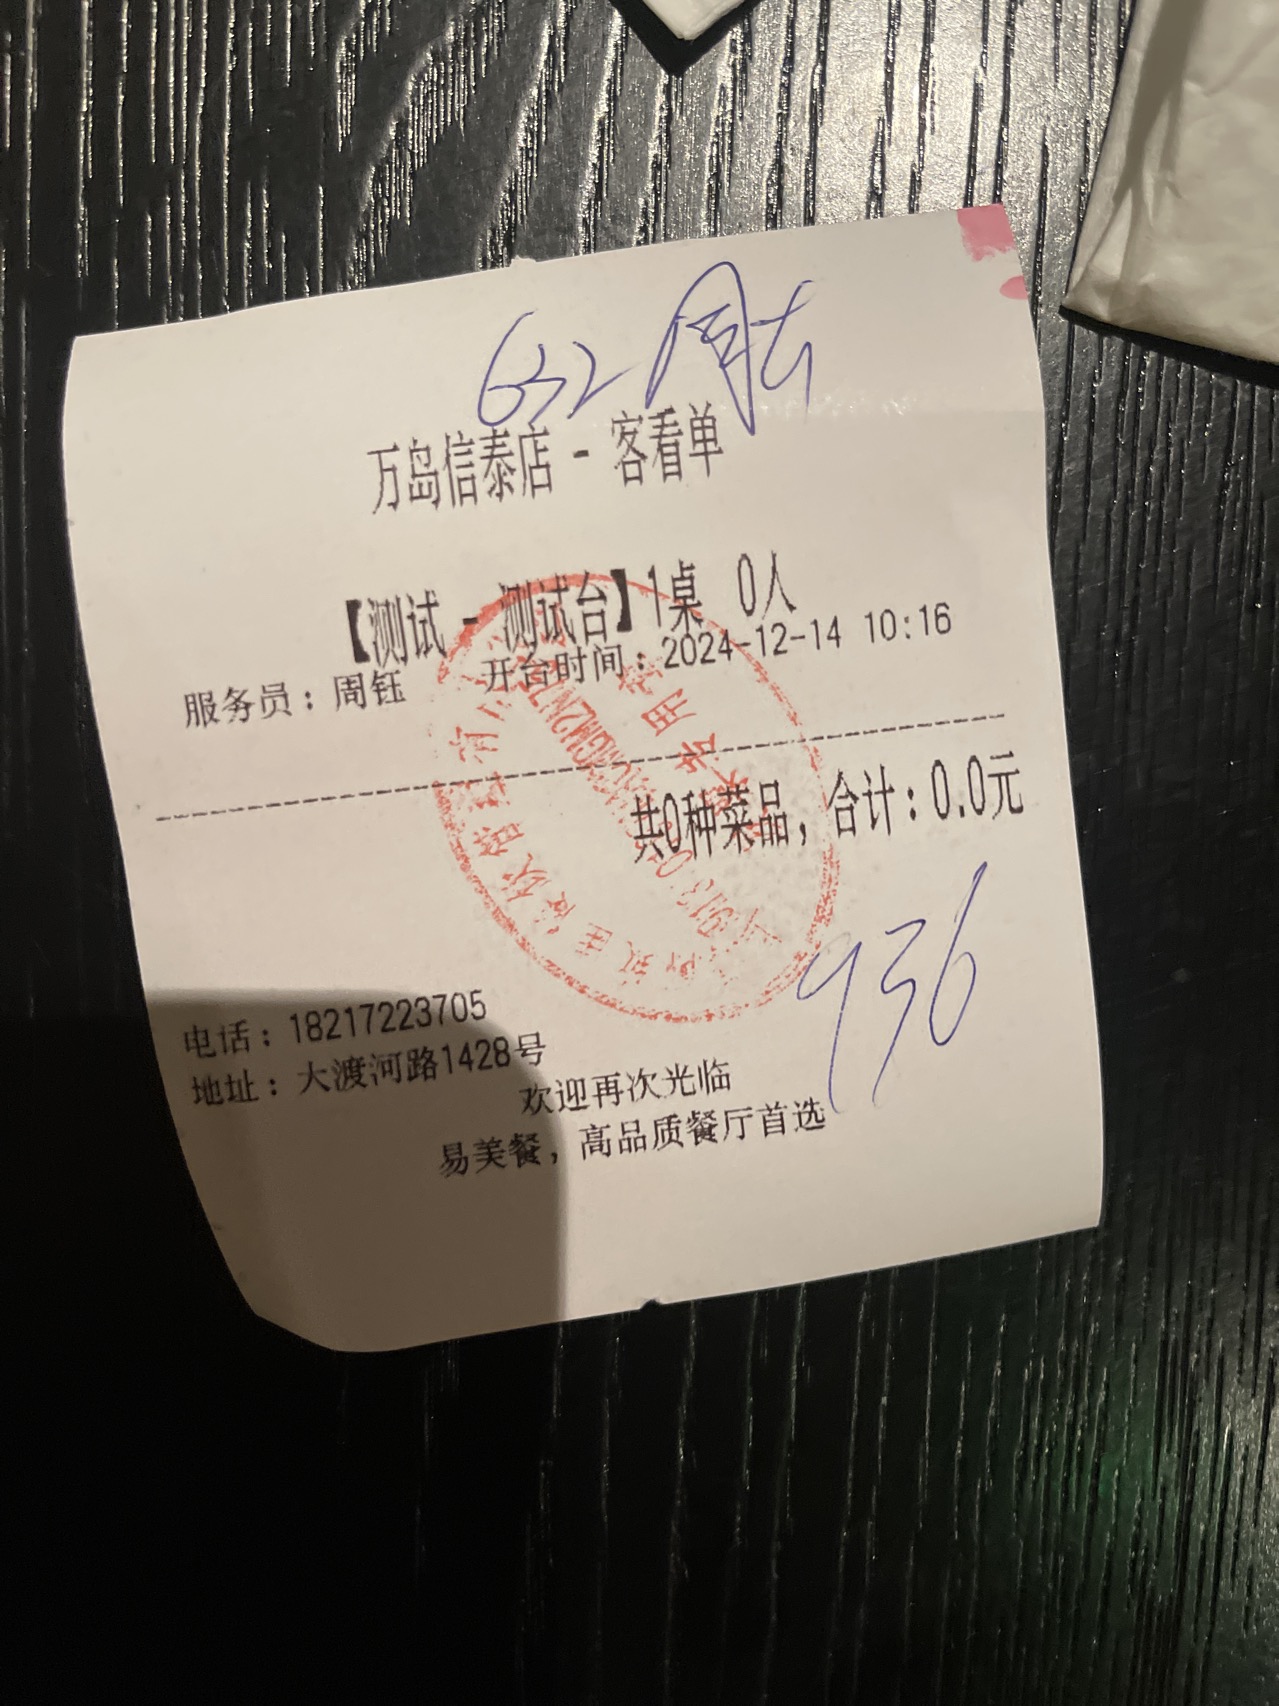 632
万岛信泰店 - 客看单
【测试 - 测试台】1桌 0人
服务员：周钰 开台时间：2024-12-14 10:16
共0种菜品，合计：0.0元
936
电话：18217223705
地址：大渡河路1428号
欢迎再次光临
易美餐，高品质餐厅首选